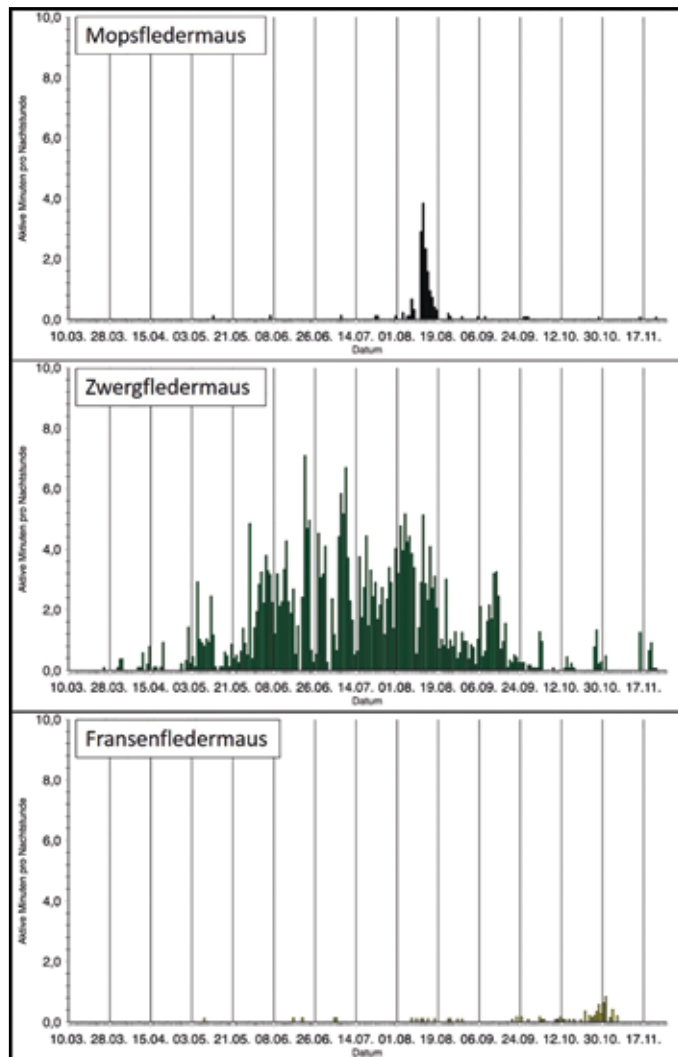 Mopsfledermaus
Aktive Minuten pro Nachtstunde
10,0
8,0
6,0
4,0
2,0
0,0
10.03. 28.03. 15.04. 03.05. 21.05. 08.06. 26.06. 14.07. 01.08. 19.08. 06.09. 24.09. 12.10. 30.10. 17.11.
Datum
Zwergfledermaus
Aktive Minuten pro Nachtstunde
10,0
8,0
6,0
4,0
2,0
0,0
10.03. 28.03. 15.04. 03.05. 21.05. 08.06. 26.06. 14.07. 01.08. 19.08. 06.09. 24.09. 12.10. 30.10. 17.11.
Datum
Fransenfledermaus
Aktive Minuten pro Nachtstunde
10,0
8,0
6,0
4,0
2,0
0,0
10.03. 28.03. 15.04. 03.05. 21.05. 08.06. 26.06. 14.07. 01.08. 19.08. 06.09. 24.09. 12.10. 30.10. 17.11.
Datum